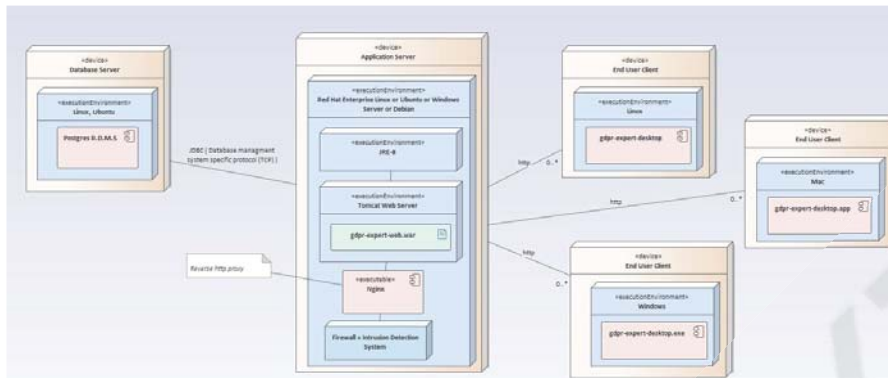 «device»
Database Server
«executionEnvironment»
Linux, Ubuntu
Postgres R.D.M.S
JDBC ( Database managment
system specific protocol (TCP) )
«device»
Application Server
«executionEnvironment»
Red Hat Enterprise Linux or Ubuntu or Windows
Server or Debian
«executionEnvironment»
JRE-8
«executionEnvironment»
Tomcat Web Server
gdpr-expert-web.war
Reverse http proxy
«executable»
Nginx
Firewall + Intrusion Detection
System
«device»
End User Client
«executionEnvironment»
Linux
gdpr-expert-desktop
http
0..*
«device»
End User Client
«executionEnvironment»
Mac
gdpr-expert-desktop.app
http
0..*
«device»
End User Client
«executionEnvironment»
Windows
gdpr-expert-desktop.exe
http
0..*